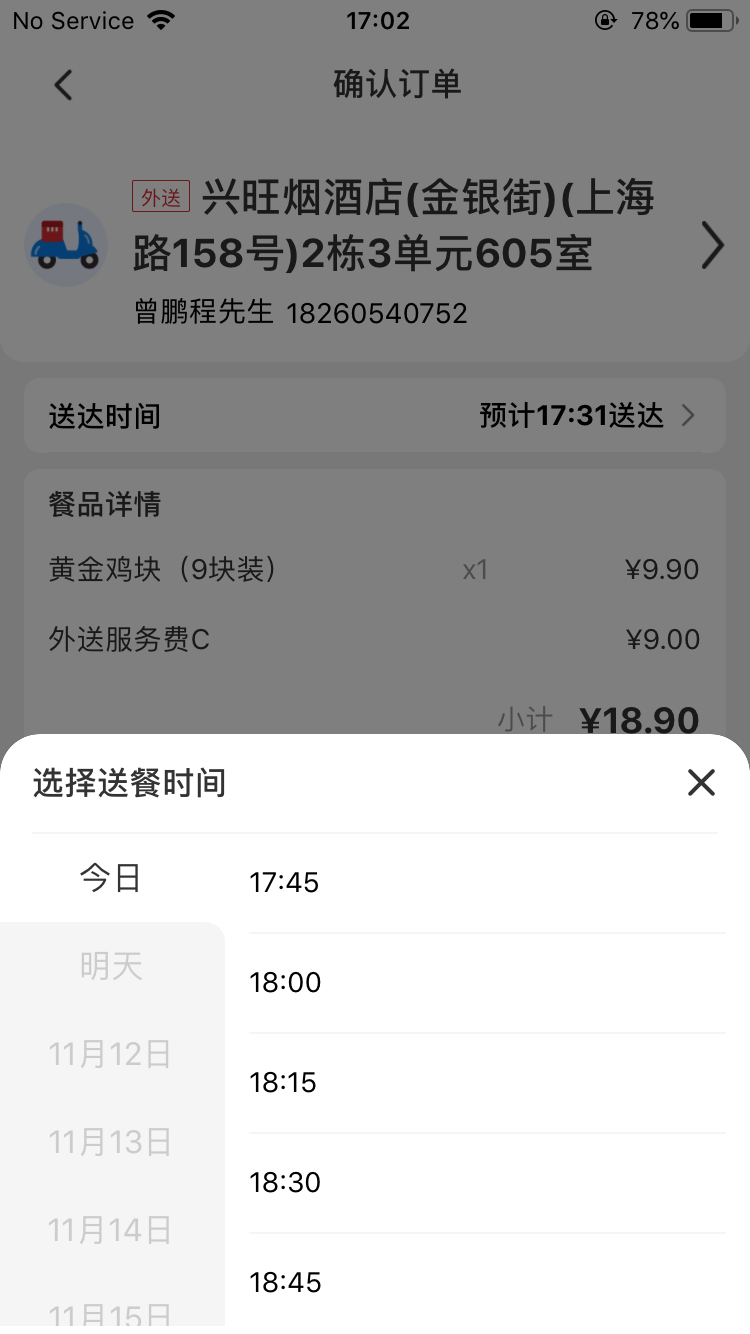 No Service 17:02 78%
确认订单
外送 兴旺烟酒店(金银街)(上海
路158号)2栋3单元605室
曾鹏程先生 18260540752
送达时间 预计17:31送达
餐品详情
黄金鸡块（9块装） x1 ¥9.90
外送服务费C ¥9.00
小计 ¥18.90
选择送餐时间
今日
17:45
明天
18:00
11月12日
18:15
11月13日
18:30
11月14日
18:45
11月15日